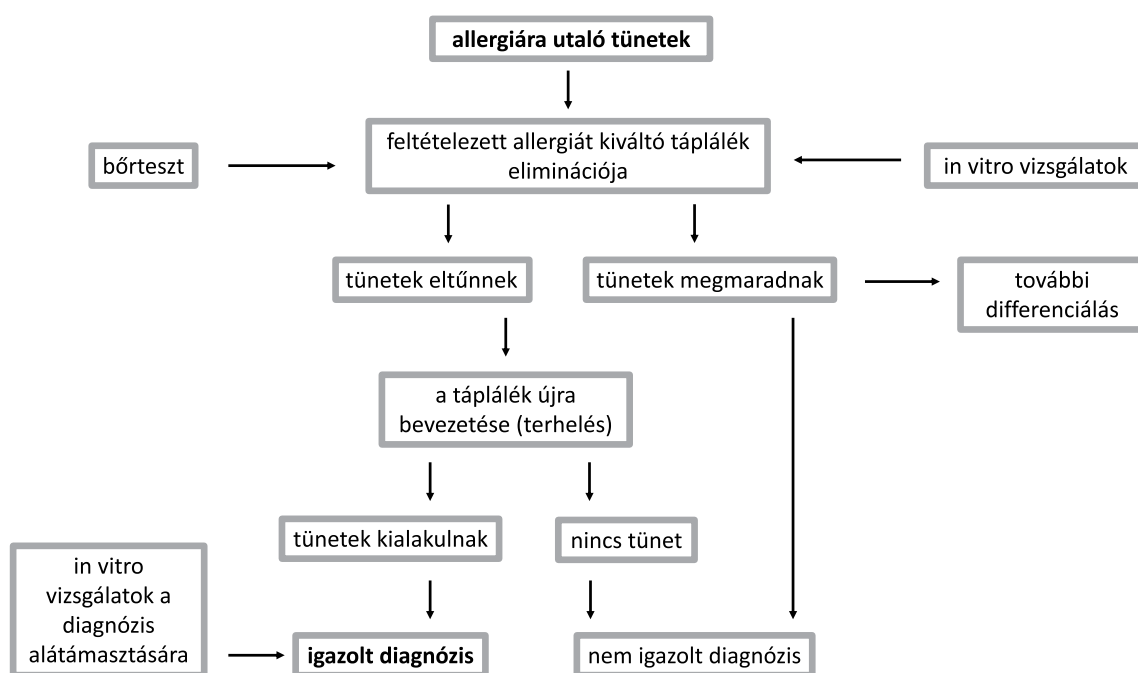 allergiára utaló tünetek
feltételezett allergiát kiváltó táplálék
eliminációja
bőrteszt
in vitro vizsgálatok
tünetek eltűnnek
tünetek megmaradnak
további
differenciálás
a táplálék újra
bevezetése (terhelés)
tünetek kialakulnak
nincs tünet
in vitro
vizsgálatok a
diagnózis
alátámasztására
igazolt diagnózis
nem igazolt diagnózis